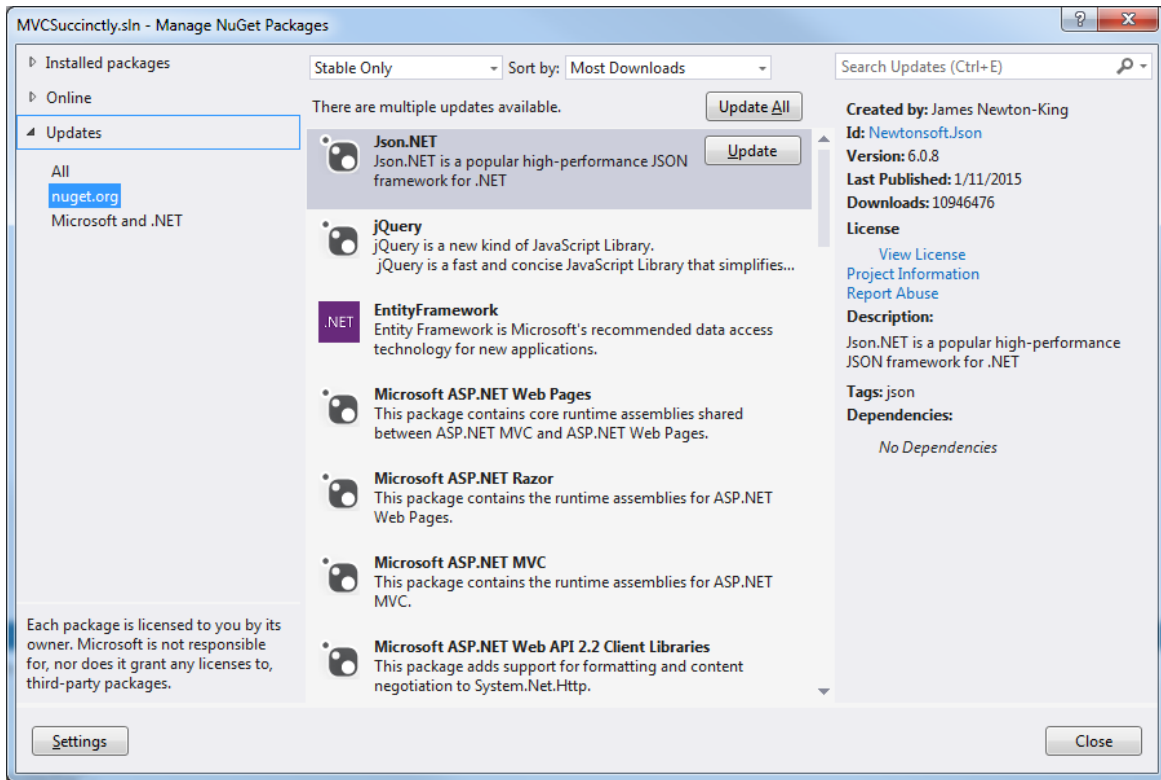 MVCSuccinctly.sln - Manage NuGet Packages
?
Installed packages
Online
Updates
All
nuget.org
Microsoft and .NET
Each package is licensed to you by its
owner. Microsoft is not responsible
for, nor does it grant any licenses to,
third-party packages.
Settings
Stable Only
Sort by: Most Downloads
There are multiple updates available.
Update All
Json.NET
Json.NET is a popular high-performance JSON
framework for .NET
Update
jQuery
jQuery is a new kind of JavaScript Library.
jQuery is a fast and concise JavaScript Library that simplifies...
.NET
EntityFramework
Entity Framework is Microsoft's recommended data access
technology for new applications.
Microsoft ASP.NET Web Pages
This package contains core runtime assemblies shared
between ASP.NET MVC and ASP.NET Web Pages.
Microsoft ASP.NET Razor
This package contains the runtime assemblies for ASP.NET
Web Pages.
Microsoft ASP.NET MVC
This package contains the runtime assemblies for ASP.NET
MVC.
Microsoft ASP.NET Web API 2.2 Client Libraries
This package adds support for formatting and content
negotiation to System.Net.Http.
Search Updates (Ctrl+E)
Created by: James Newton-King
Id: Newtonsoft.Json
Version: 6.0.8
Last Published: 1/11/2015
Downloads: 10946476
License
View License
Project Information
Report Abuse
Description:
Json.NET is a popular high-performance
JSON framework for .NET
Tags: json
Dependencies:
No Dependencies
Close